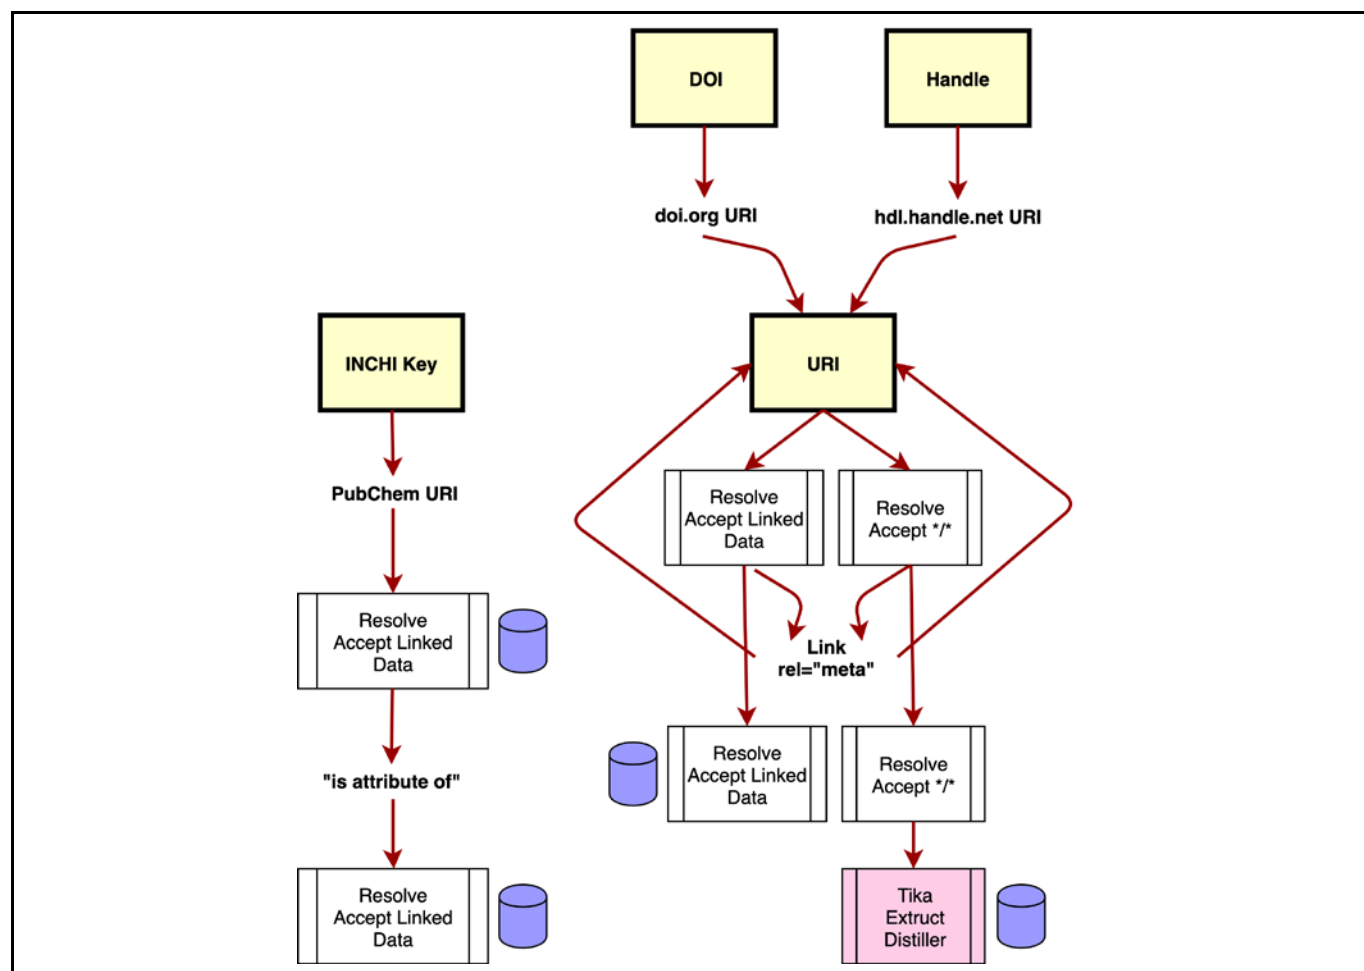 DOI
Handle
doi.org URI
hdl.handle.net URI
INCHI Key
URI
PubChem URI
Resolve
Accept Linked
Data
Resolve
Accept */*
Resolve
Accept Linked
Data
Link
rel="meta"
"is attribute of"
Resolve
Accept Linked
Data
Resolve
Accept */*
Resolve
Accept Linked
Data
Tika
Extruct
Distiller